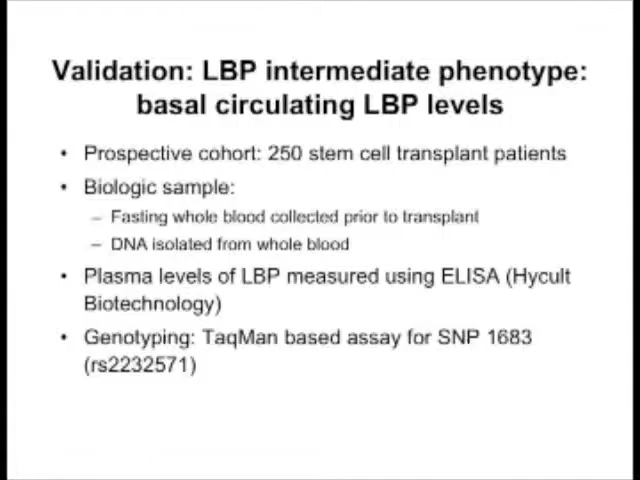 Validation: LBP intermediate phenotype:
basal circulating LBP levels
• Prospective cohort: 250 stem cell transplant patients
• Biologic sample:
– Fasting whole blood collected prior to transplant
– DNA isolated from whole blood
• Plasma levels of LBP measured using ELISA (Hycult
Biotechnology)
• Genotyping: TaqMan based assay for SNP 1683
(rs2232571)